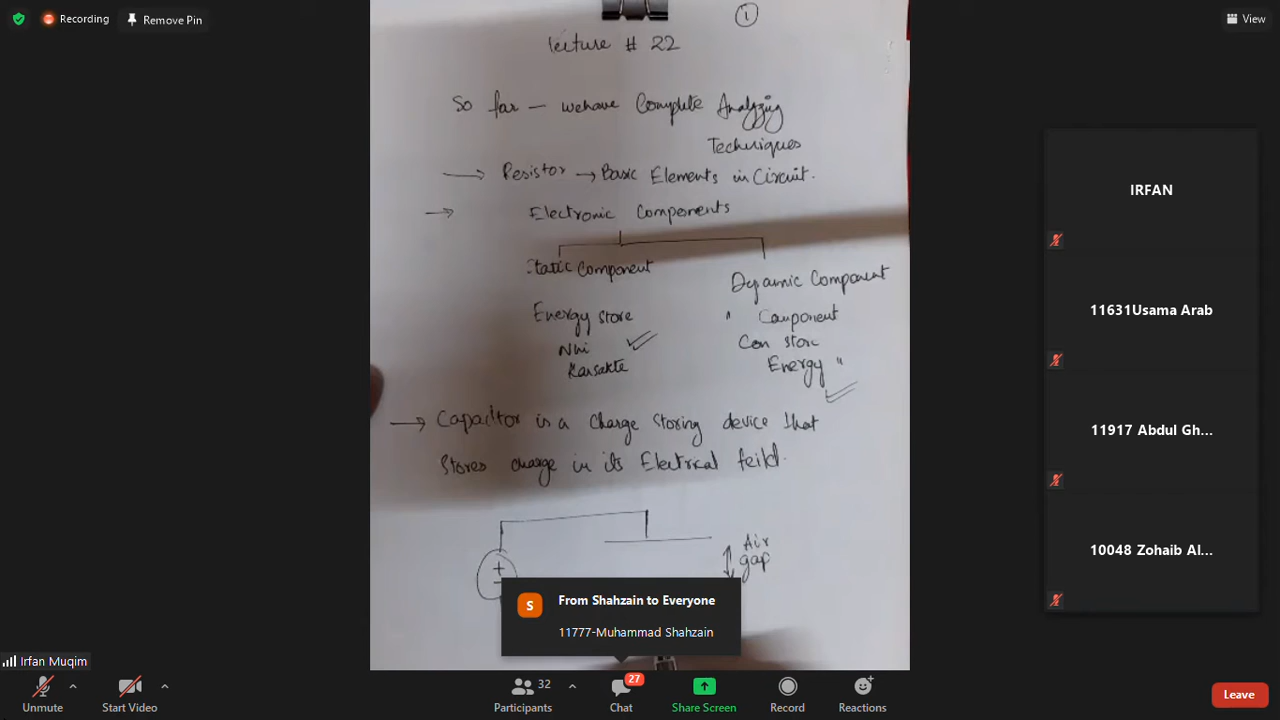 Recording
Remove Pin
View
1
lecture # 22
So far — wehave Complete Analyzing
Techniques
→ Resistor → Basic Elements in Circuit.
→ Electronic Components
Static Component
Dynamic Component
Energy store
" Component
Nhi
Can store
Karsakte
Energy "
→ Capacitor is a charge storing device that
stores charge in its Electrical feild.
Air
gap
+
From Shahzain to Everyone
11777-Muhammad Shahzain
IRFAN
11631Usama Arab
11917 Abdul Gh...
10048 Zohaib Al...
Irfan Muqim
Unmute
Start Video
32
Participants
27
Chat
Share Screen
Record
Reactions
Leave
S